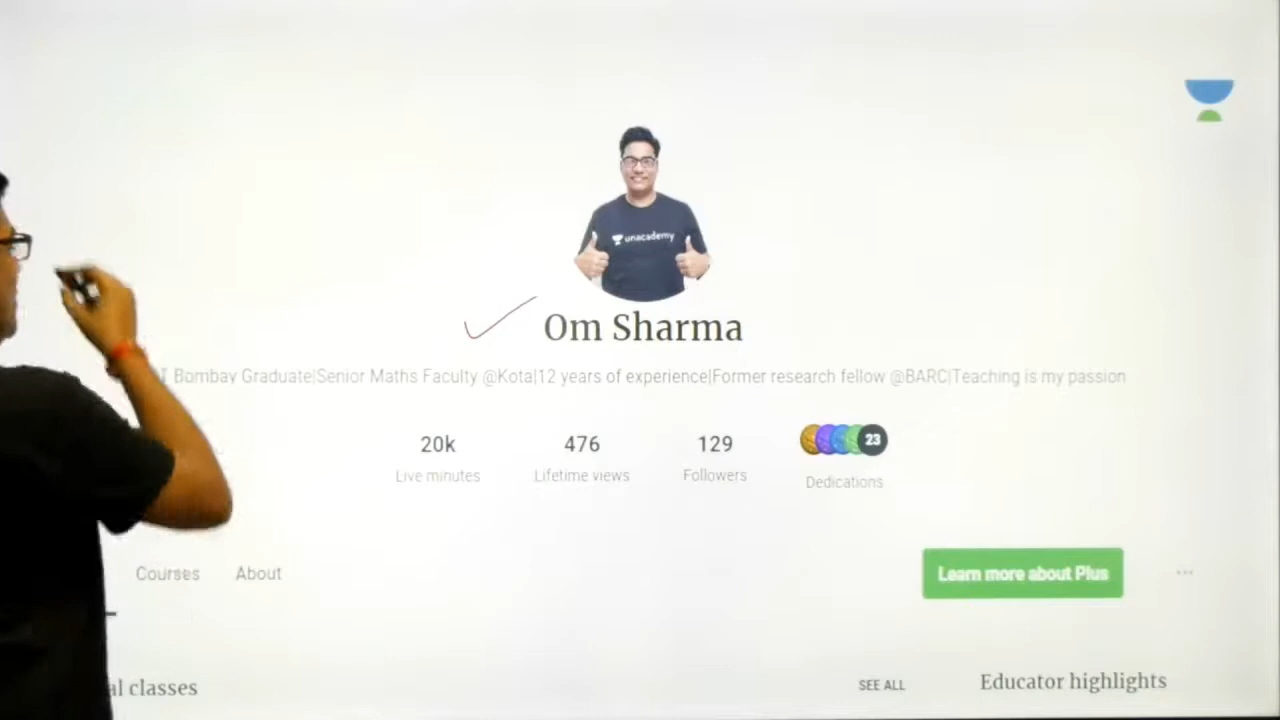 unacademy
Om Sharma
Bombay Graduate|Senior Maths Faculty @Kota|12 years of experience|Former research fellow @BARC|Teaching is my passion
20k 476 129 23
Live minutes Lifetime views Followers Dedications
Courses About Learn more about Plus ...
classes SEE ALL Educator highlights